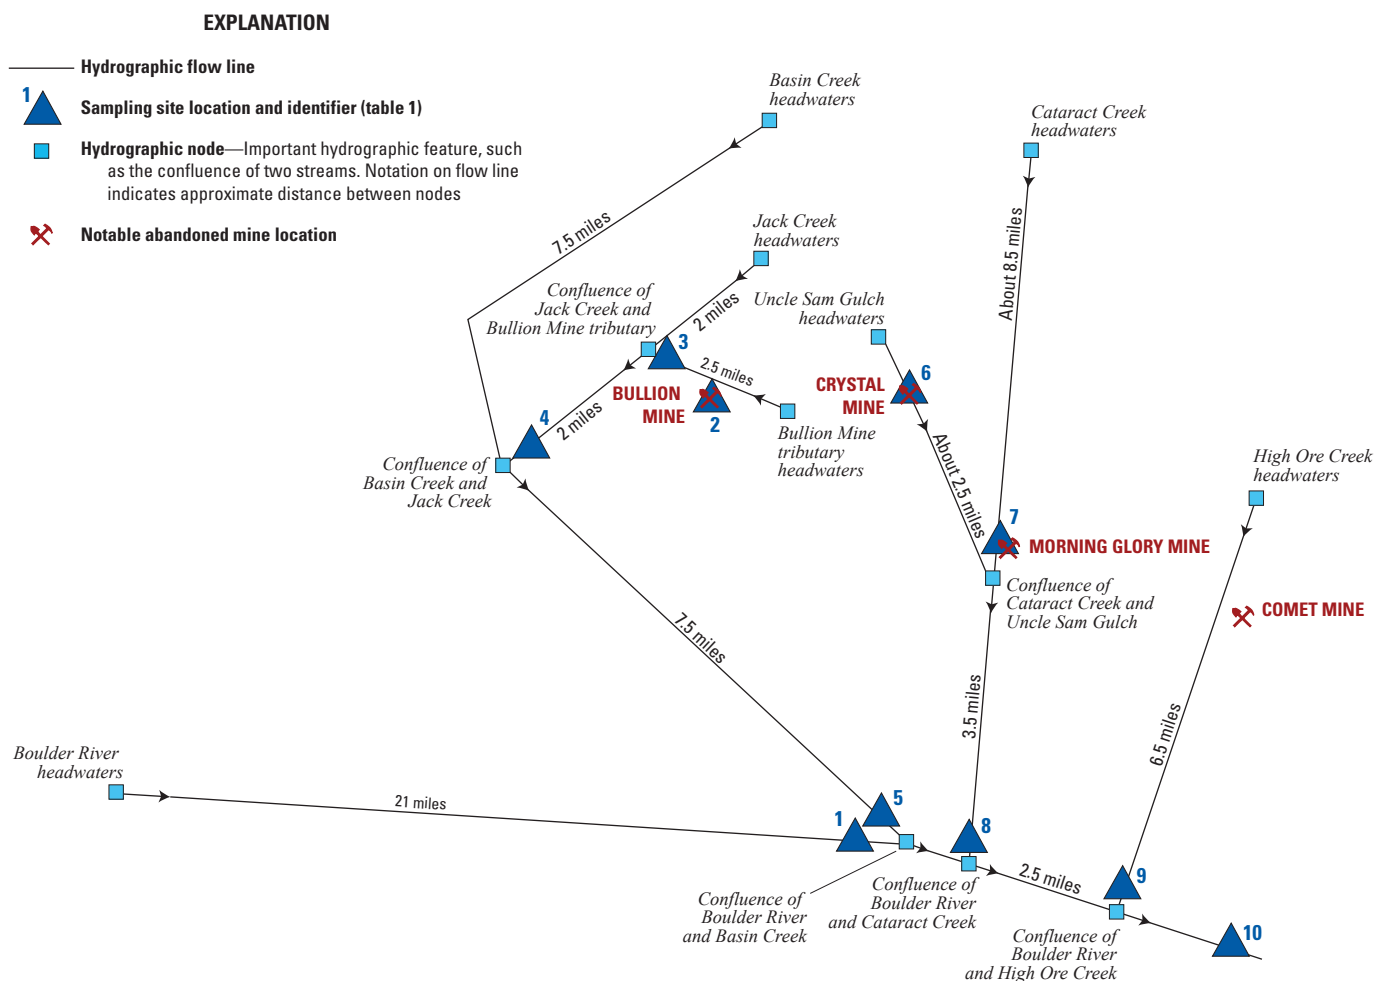 EXPLANATION
Hydrographic flow line
1
Sampling site location and identifier (table 1)
Hydrographic node—Important hydrographic feature, such
as the confluence of two streams. Notation on flow line
indicates approximate distance between nodes
Notable abandoned mine location
Basin Creek
headwaters
Cataract Creek
headwaters
7.5 miles
Jack Creek
headwaters
About 8.5 miles
Confluence of
Jack Creek and
Bullion Mine tributary
2 miles
Uncle Sam Gulch
headwaters
3
2.5 miles
BULLION
MINE
2
CRYSTAL
MINE
6
4
2 miles
Bullion Mine
tributary
headwaters
About 2.5 miles
Confluence of
Basin Creek and
Jack Creek
High Ore Creek
headwaters
7
MORNING GLORY MINE
Confluence of
Cataract Creek and
Uncle Sam Gulch
COMET MINE
7.5 miles
3.5 miles
6.5 miles
Boulder River
headwaters
21 miles
1
5
8
2.5 miles
9
Confluence of
Boulder River
and Basin Creek
Confluence of
Boulder River
and Cataract Creek
Confluence of
Boulder River
and High Ore Creek
10